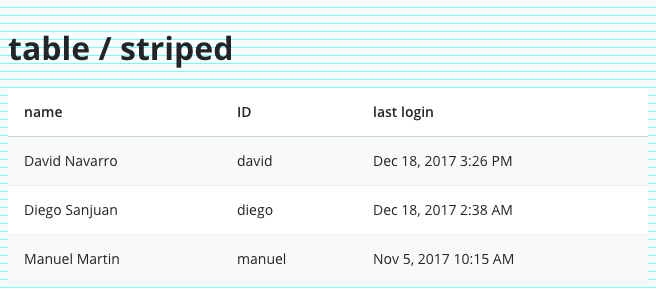 table / striped
name ID last login
David Navarro david Dec 18, 2017 3:26 PM
Diego Sanjuan diego Dec 18, 2017 2:38 AM
Manuel Martin manuel Nov 5, 2017 10:15 AM